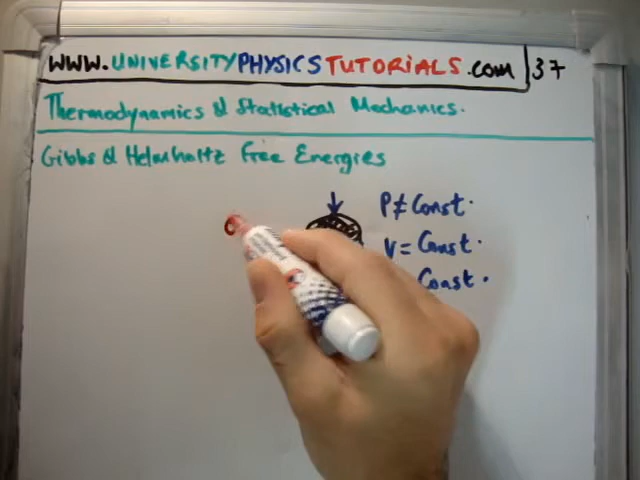 WWW.UNIVERSITYPHYSICSTUTORIALS.COM 37
Thermodynamics & Statistical Mechanics.
Gibbs & Helmholtz Free Energies
P ≠ Const.
V = Const.
Const.